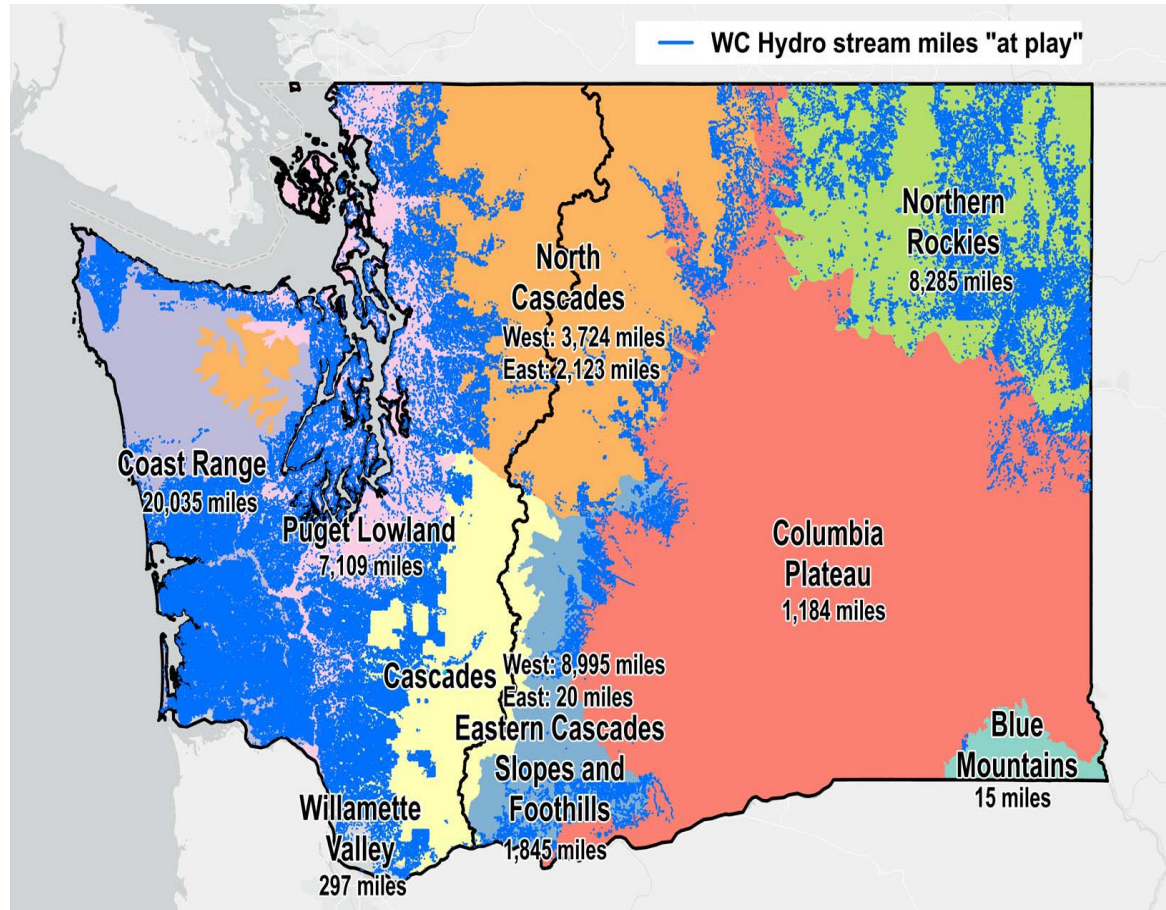 WC Hydro stream miles "at play"
Northern
Rockies
8,285 miles
North
Cascades
West: 3,724 miles
East: 2,123 miles
Coast Range
20,035 miles
Puget Lowland
7,109 miles
Columbia
Plateau
1,184 miles
Cascades
West: 8,995 miles
East: 20 miles
Eastern Cascades
Slopes and
Foothills
1,845 miles
Blue
Mountains
15 miles
Willamette
Valley
297 miles